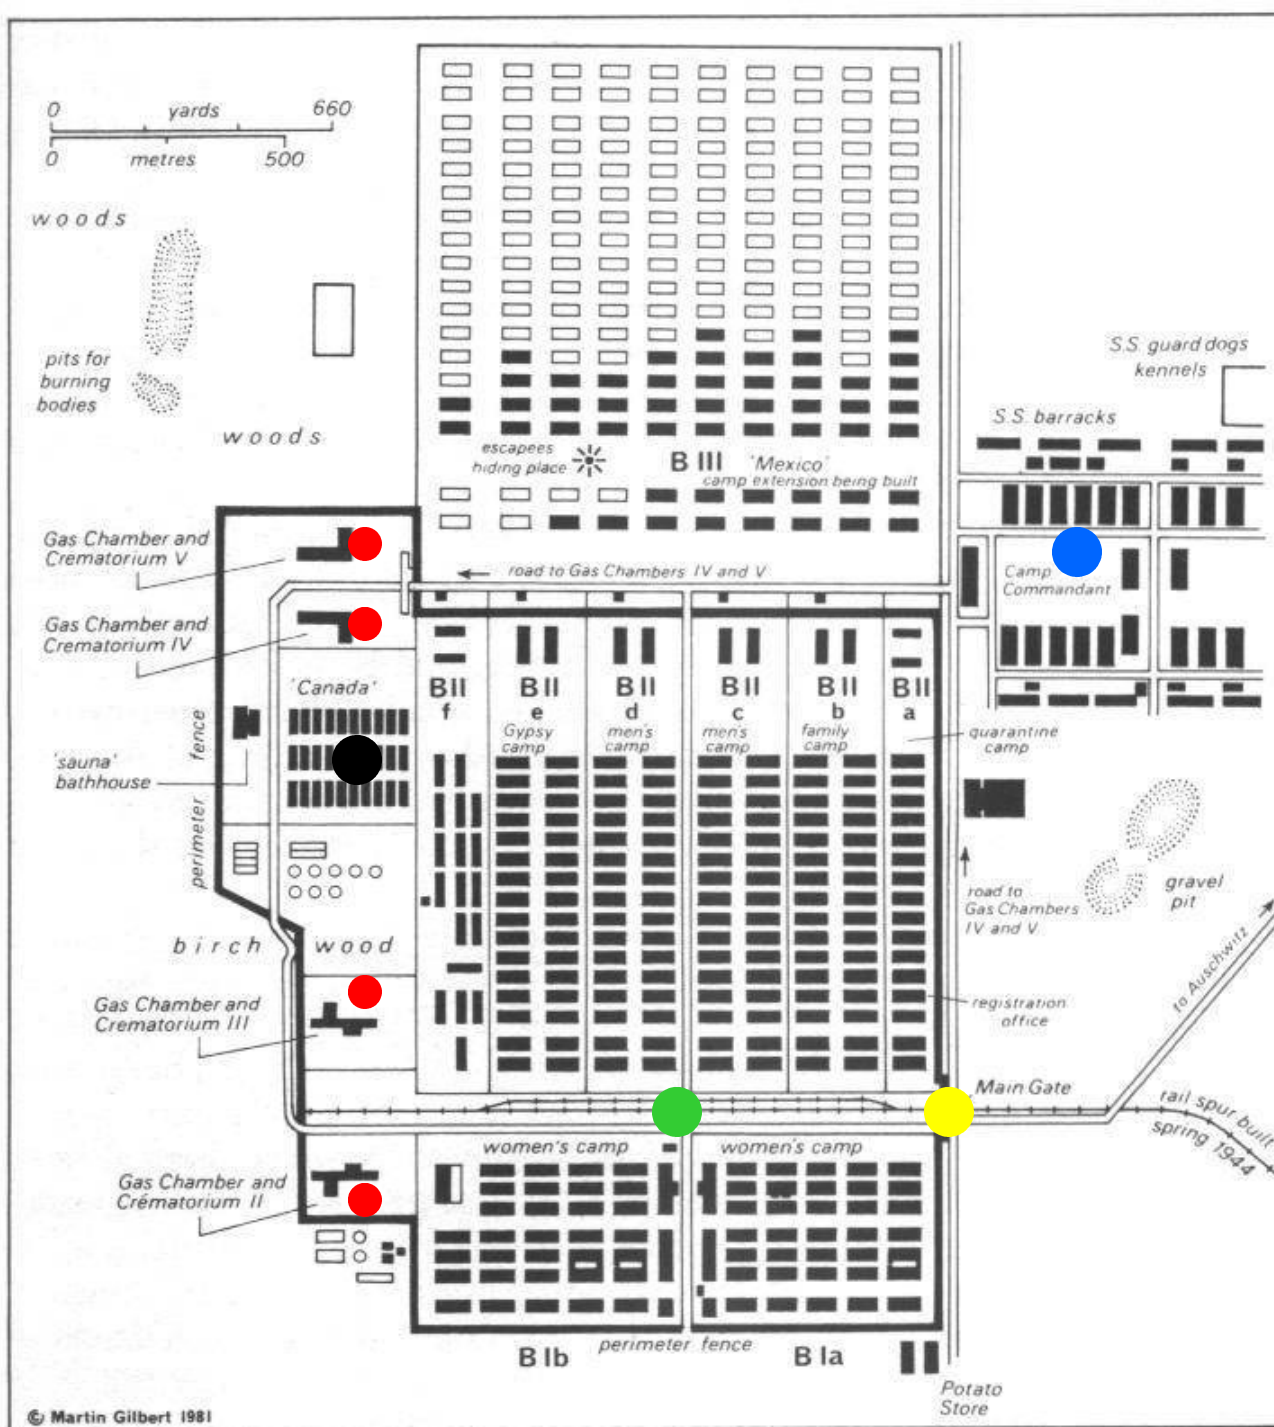 0 yards 660
0 metres 500
woods
pits for
burning
bodies
woods
S.S. guard dogs
kennels
S.S. barracks
escapees
hiding place
B III 'Mexico'
camp extension being built
Gas Chamber and
Crematorium V
road to Gas Chambers IV and V
Camp
Commandant
Gas Chamber and
Crematorium IV
'Canada'
B II
f
B II
e
Gypsy
camp
B II
d
men's
camp
B II
c
men's
camp
B II
b
family
camp
B II
a
quarantine
camp
perimeter fence
'sauna'
bathhouse
road to
Gas Chambers
IV and V
gravel
pit
birch wood
to Auschwitz
Gas Chamber and
Crematorium III
registration
office
Main Gate
rail spur built
spring 1944
women's camp
women's camp
Gas Chamber and
Crématorium II
perimeter fence
B Ib
B Ia
Potato
Store
© Martin Gilbert 1981